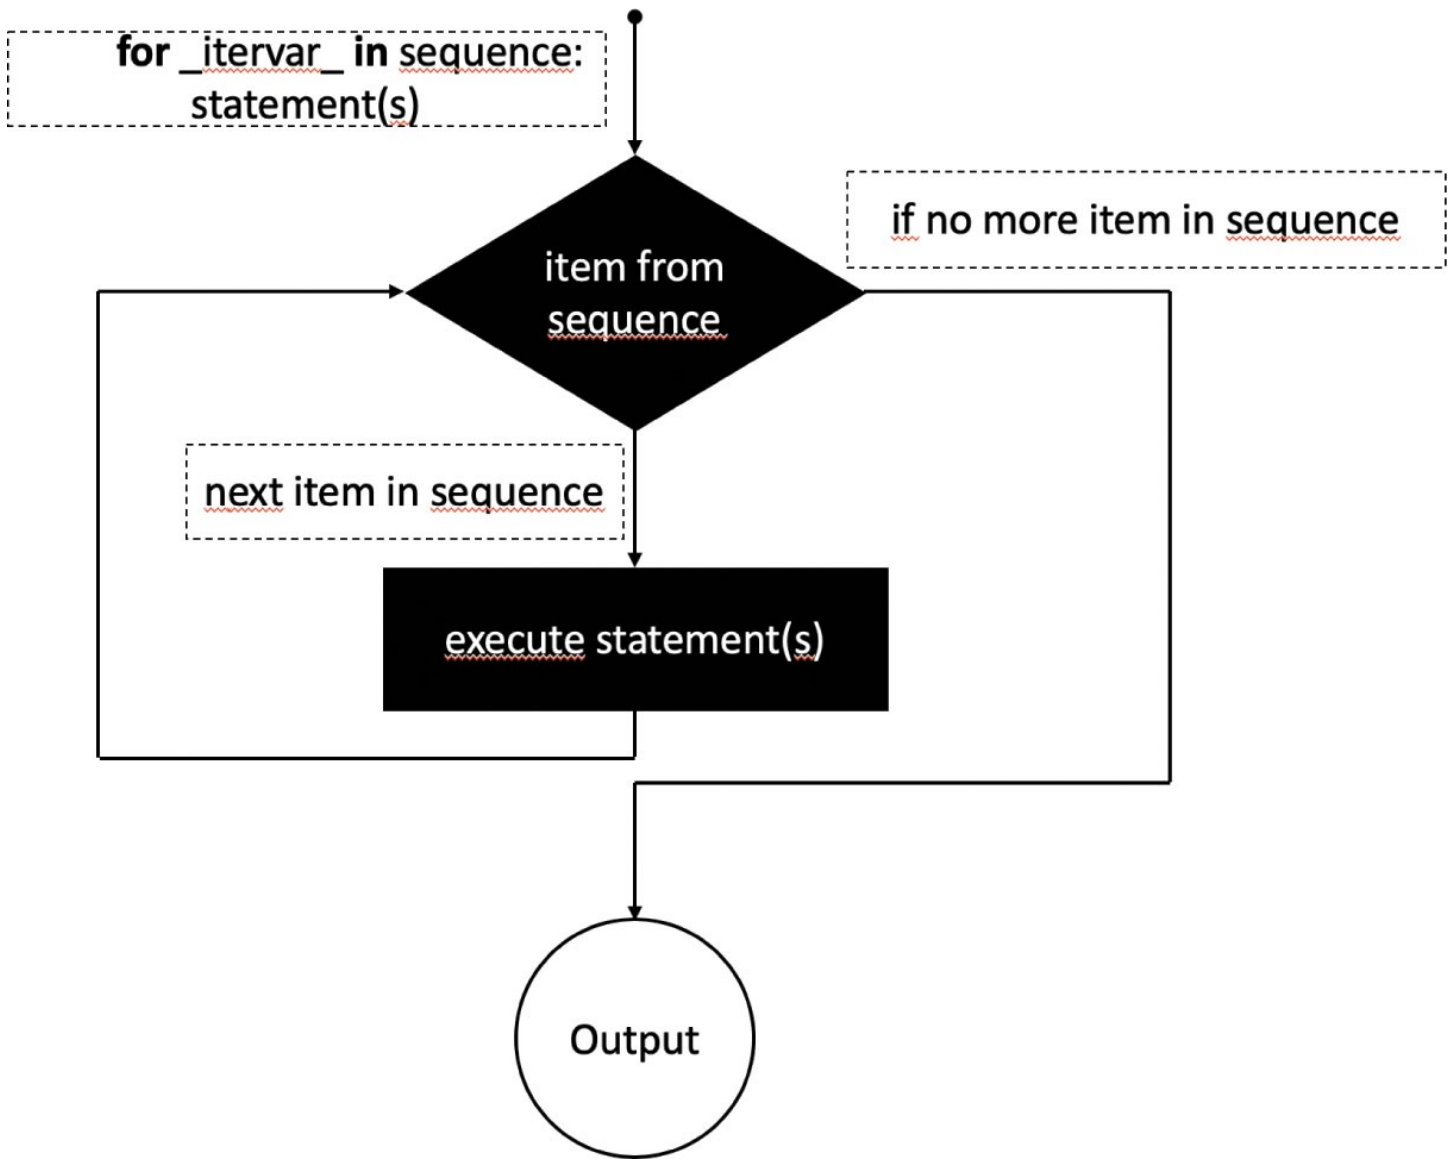 for _itervar_ in sequence:
statement(s)
if no more item in sequence
item from
sequence
next item in sequence
execute statement(s)
Output